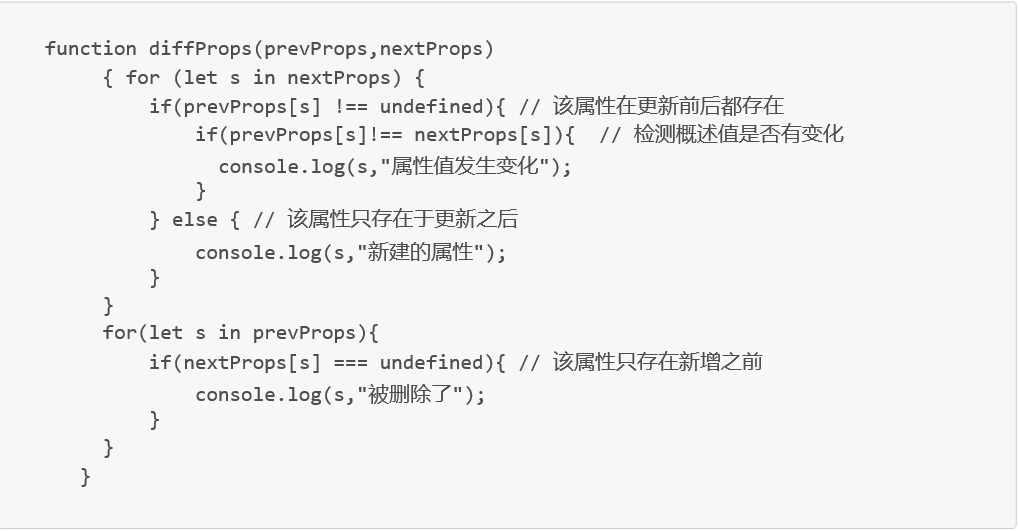 function diffProps(prevProps,nextProps)
{ for (let s in nextProps) {
if(prevProps[s] !== undefined){ // 该属性在更新前后都存在
if(prevProps[s]!== nextProps[s]){ // 检测概述值是否有变化
console.log(s,"属性值发生变化");
}
} else { // 该属性只存在于更新之后
console.log(s,"新建的属性");
}
}
for(let s in prevProps){
if(nextProps[s] === undefined){ // 该属性只存在新增之前
console.log(s,"被删除了");
}
}
}